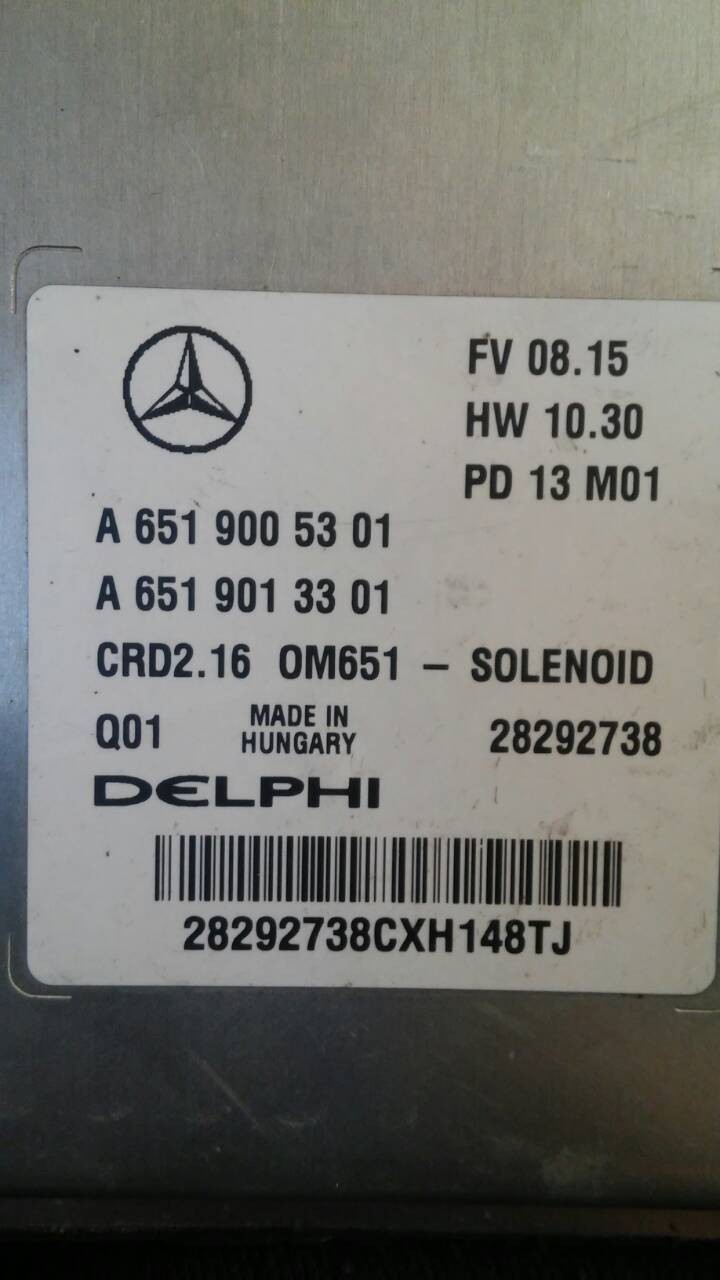 FV 08.15
HW 10.30
PD 13 M01
A 651 900 53 01
A 651 901 33 01
CRD2.16 OM651 – SOLENOID
Q01 MADE IN HUNGARY 28292738
DELPHI
28292738CXH148TJ